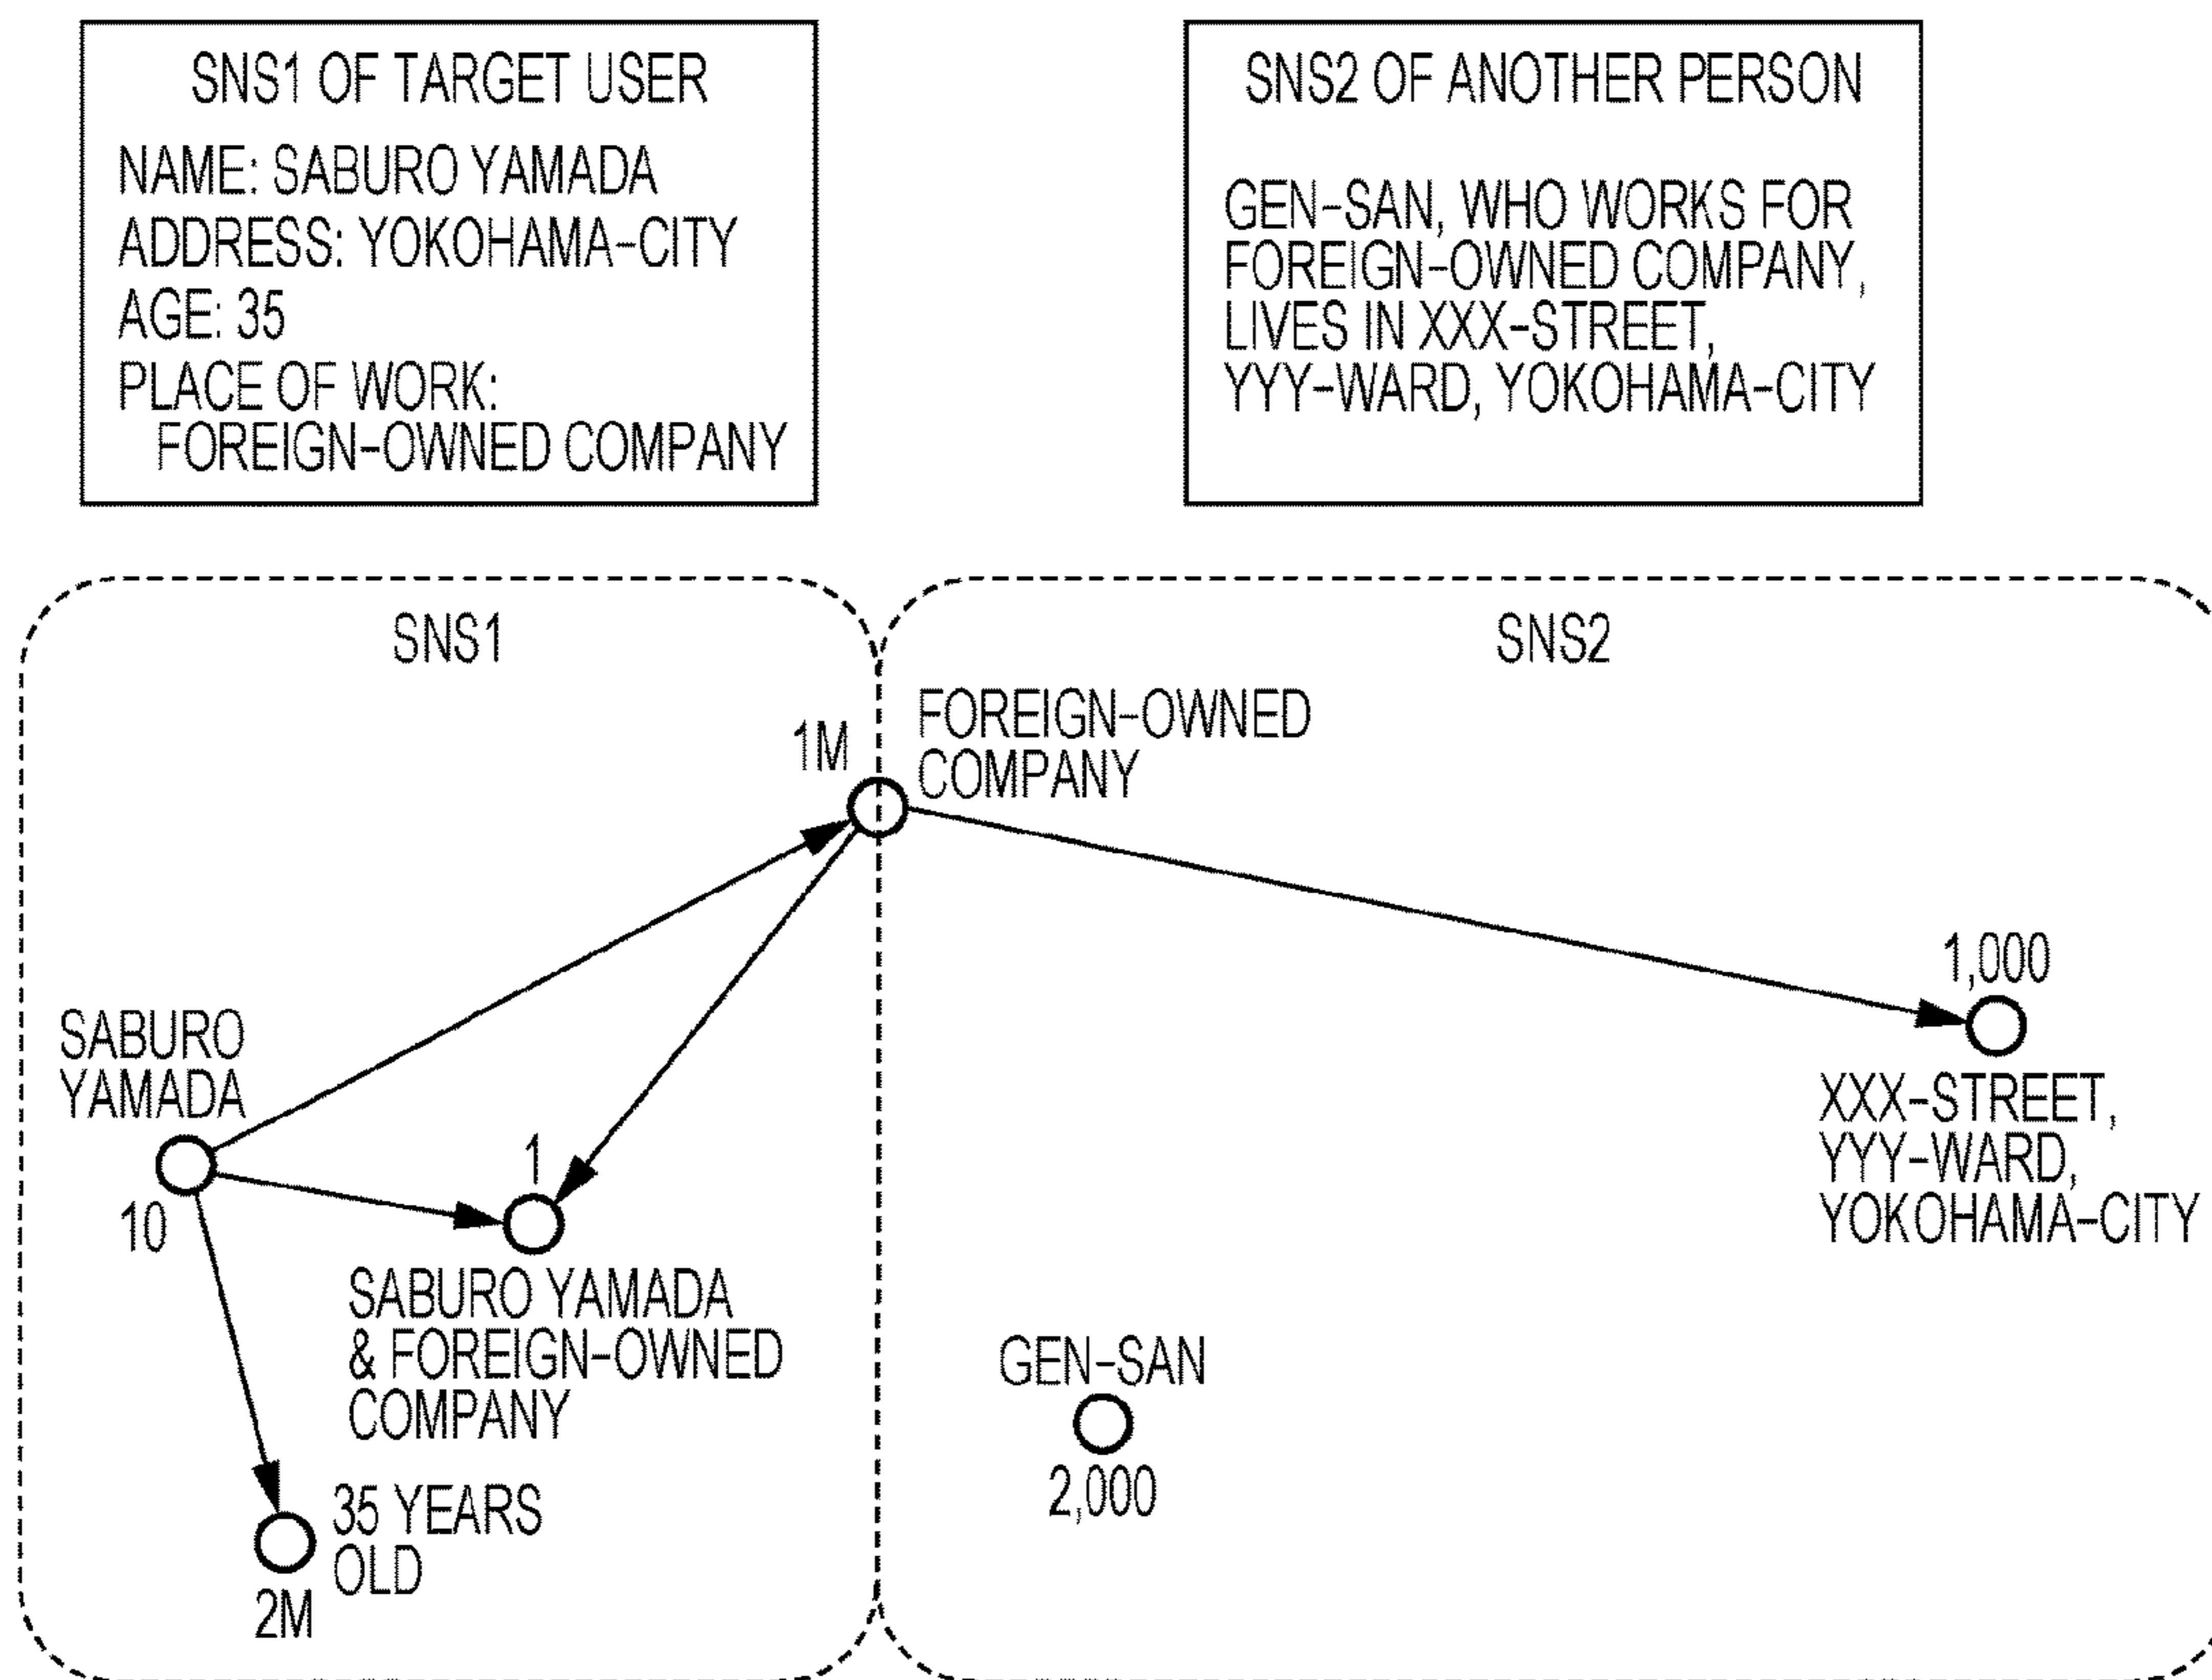 SNS1 OF TARGET USER
NAME: SABURO YAMADA
ADDRESS: YOKOHAMA-CITY
AGE: 35
PLACE OF WORK:
FOREIGN-OWNED COMPANY
SNS2 OF ANOTHER PERSON
GEN-SAN, WHO WORKS FOR
FOREIGN-OWNED COMPANY,
LIVES IN XXX-STREET,
YYY-WARD, YOKOHAMA-CITY
SNS1
SNS2
1M
FOREIGN-OWNED
COMPANY
SABURO
YAMADA
10
1
SABURO YAMADA
& FOREIGN-OWNED
COMPANY
35 YEARS
OLD
2M
1,000
XXX-STREET,
YYY-WARD,
YOKOHAMA-CITY
GEN-SAN
2,000